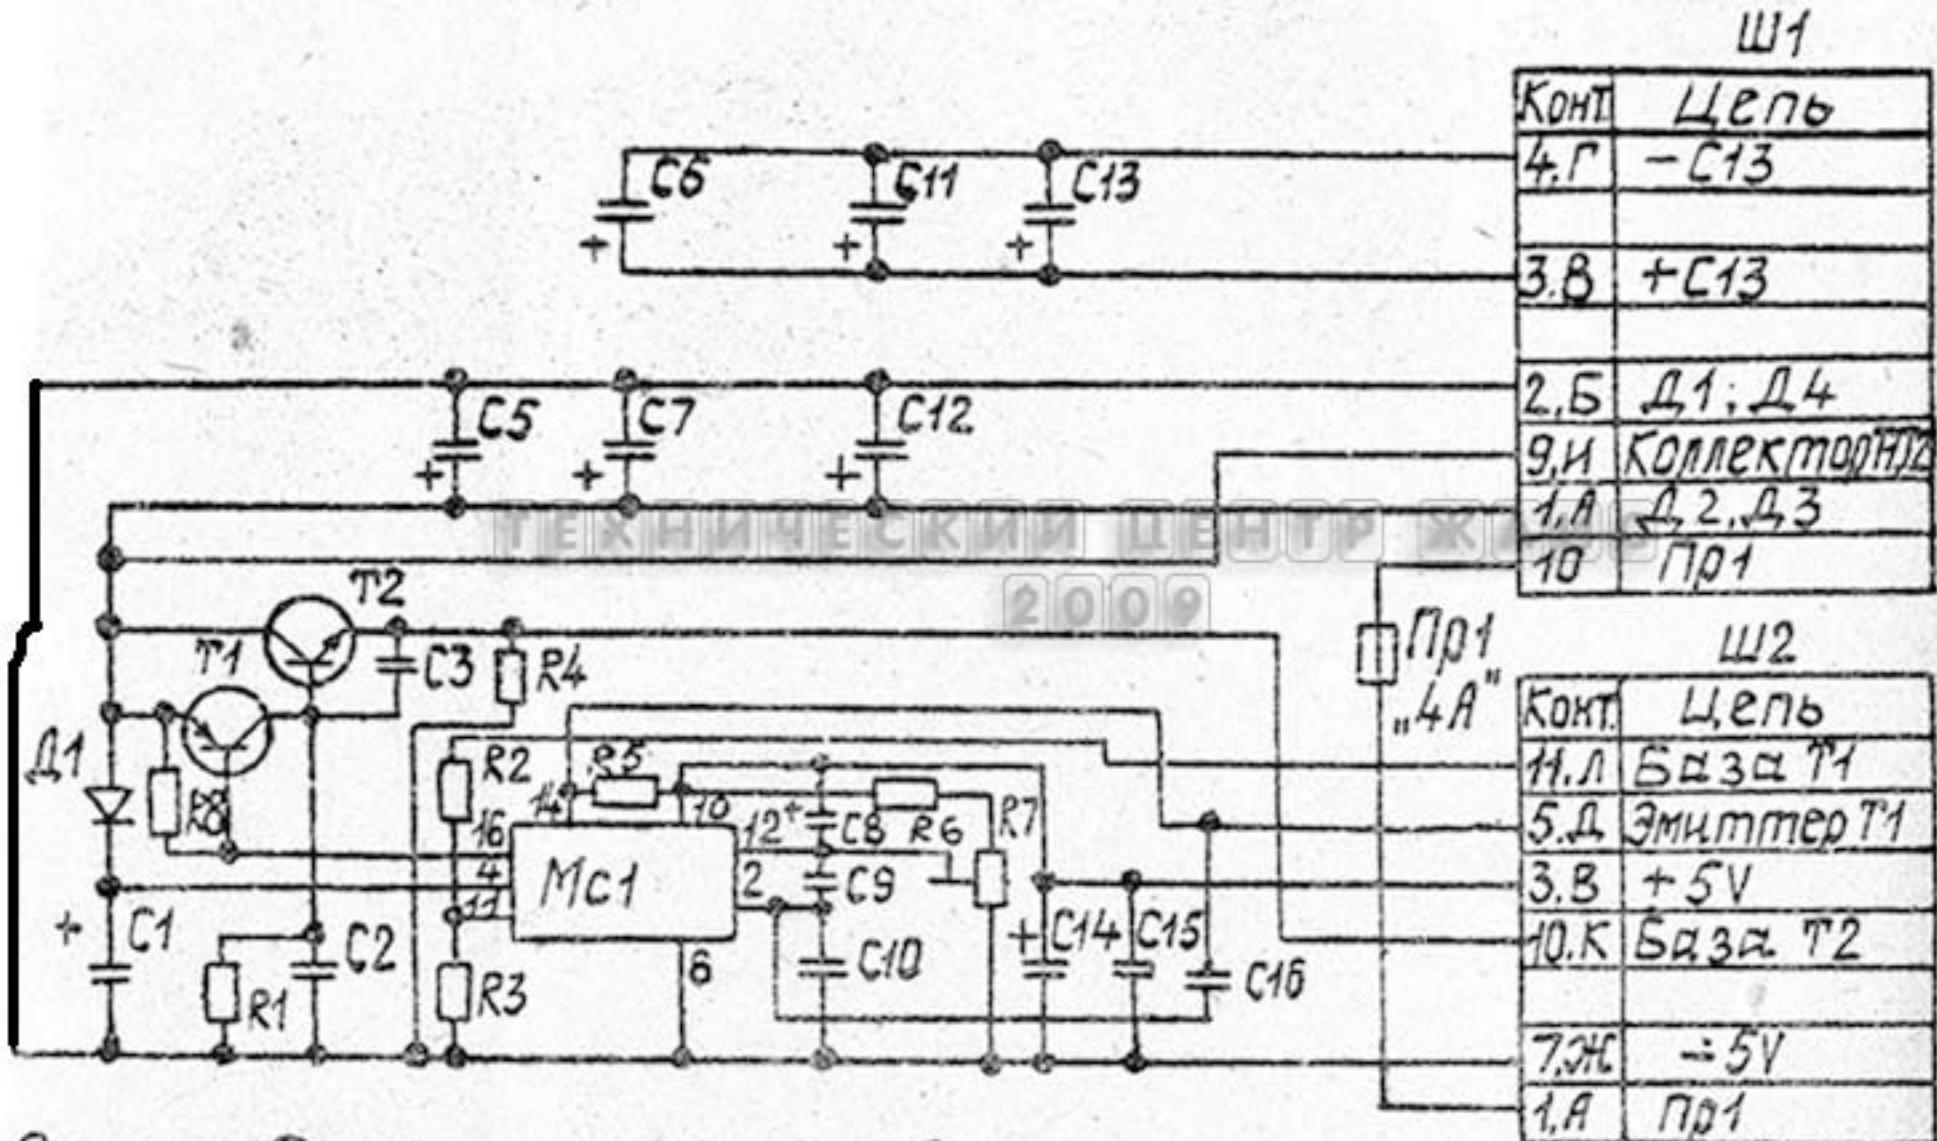 Ш1
Конт Цепь
4.Г −С13
3.В +С13
2.Б Д1; Д4
9.И Коллектор
1.А Д2.Д3
10 Пр1
С6 С11 С13
+ + +
С5 С7 С12
+ + +
ТЕХНИЧЕСКИЙ ЦЕНТР
2009
Т2
Т1 С3 R4
Д1 R8
R2 R5 14 10
16 12 + С8 R6 R7
4 Мс1 2 С9
11
+ С1 С2 6 С10 + С14 С15 С16
R1 R3
Пр1
„4А"
Ш2
Конт. Цепь
11.Л База Т1
5.Д Эмиттер Т1
3.В +5V
10.К База Т2
7.Ж −5V
1.А Пр1